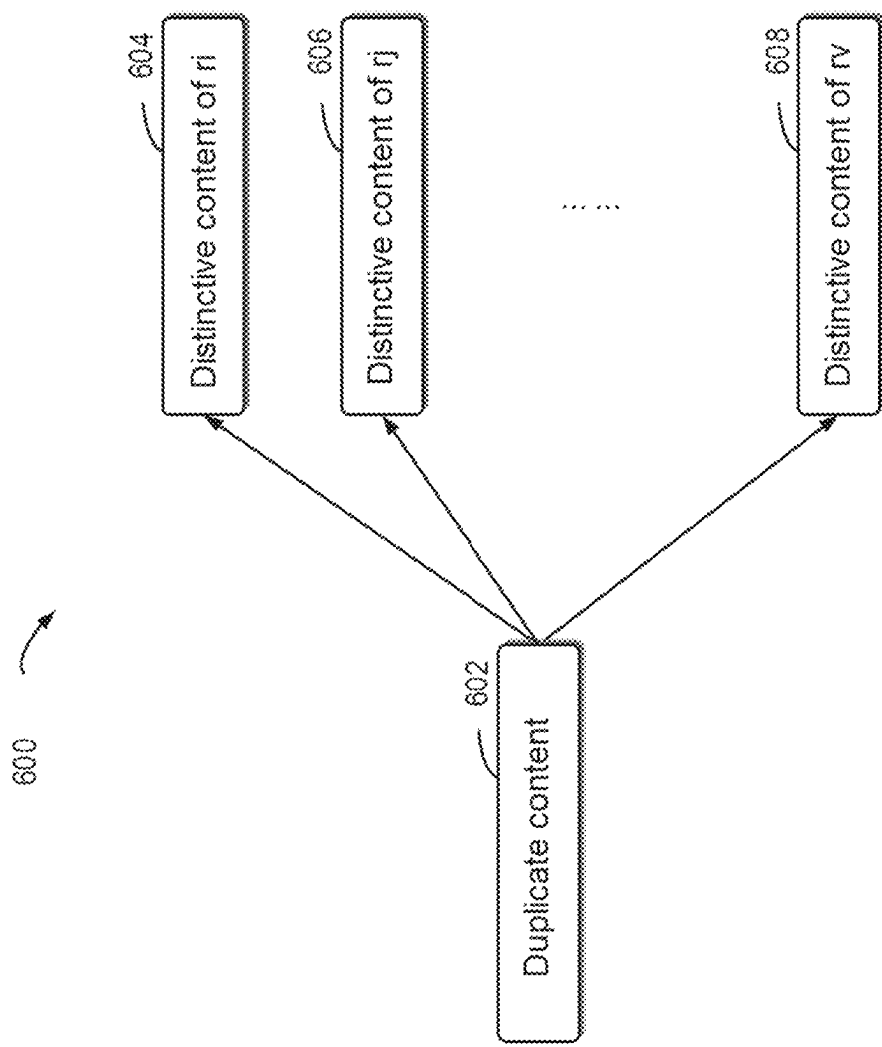 600
602
Duplicate content
604
Distinctive content of ri
606
Distinctive content of rj
... ...
608
Distinctive content of rv